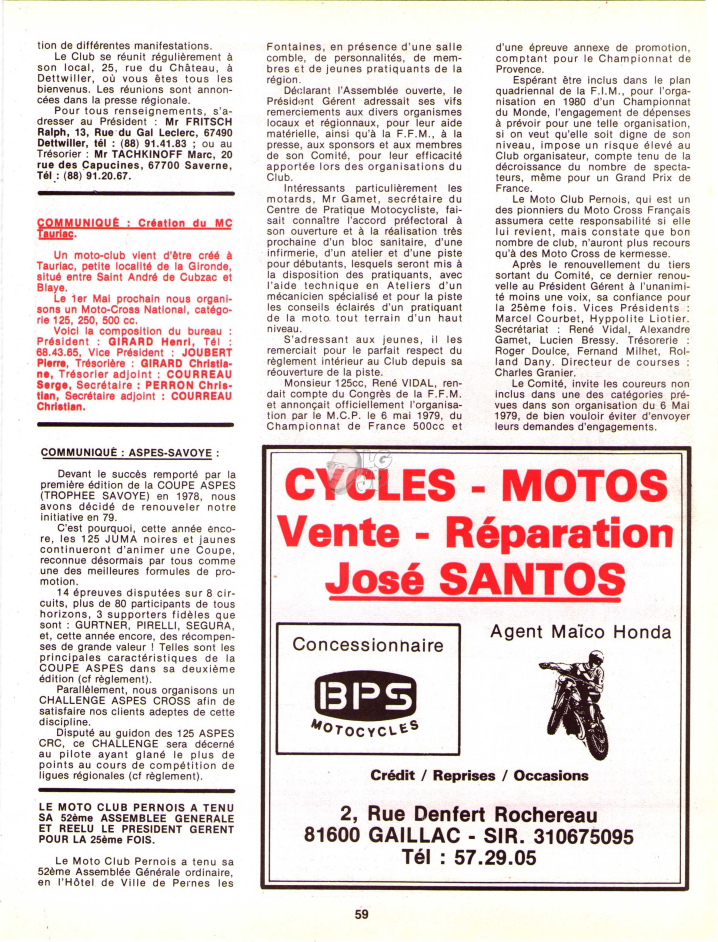 tion de différentes manifestations.
Le Club se réunit régulièrement à
son local, 25, rue du Château, à
Dettwiller, où vous êtes tous les
bienvenus. Les réunions sont annon-
cées dans la presse régionale.
Pour tous renseignements, s'a-
dresser au Président : Mr FRITSCH
Ralph, 13, Rue du Gal Leclerc, 67490
Dettwiller, tél : (88) 91.41.83 ; ou au
Trésorier : Mr TACHKINOFF Marc, 20
rue des Capucines, 67700 Saverne,
Tél : (88) 91.20.67.
COMMUNIQUÉ : Création du MC
Tauriac.
Un moto-club vient d'être créé à
Tauriac, petite localité de la Gironde,
situé entre Saint André de Cubzac et
Blaye.
Le 1er Mai prochain nous organi-
sons un Moto-Cross National, catégo-
rie 125, 250, 500 cc.
Voici la composition du bureau :
Président : GIRARD Henri, Tél :
68.43.65, Vice Président : JOUBERT
Pierre, Trésorière : GIRARD Christia-
ne, Trésorier adjoint : COURREAU
Serge, Secrétaire : PERRON Chris-
tian, Secrétaire adjoint : COURREAU
Christian.
COMMUNIQUÉ : ASPES-SAVOYE :
Devant le succès remporté par la
première édition de la COUPE ASPES
(TROPHEE SAVOYE) en 1978, nous
avons décidé de renouveler notre
initiative en 79.
C'est pourquoi, cette année enco-
re, les 125 JUMA noires et jaunes
continueront d'animer une Coupe,
reconnue désormais par tous comme
une des meilleures formules de pro-
motion.
14 épreuves disputées sur 8 cir-
cuits, plus de 80 participants de tous
horizons, 3 supporters fidèles que
sont : GURTNER, PIRELLI, SEGURA,
et, cette année encore, des récompen-
ses de grande valeur ! Telles sont les
principales caractéristiques de la
COUPE ASPES dans sa deuxième
édition (cf règlement).
Parallèlement, nous organisons un
CHALLENGE ASPES CROSS afin de
satisfaire nos clients adeptes de cette
discipline.
Disputé au guidon des 125 ASPES
CRC, ce CHALLENGE sera décerné
au pilote ayant glané le plus de
points au cours de compétition de
ligues régionales (cf règlement).
LE MOTO CLUB PERNOIS A TENU
SA 52ème ASSEMBLEE GENERALE
ET REELU LE PRESIDENT GERENT
POUR LA 25ème FOIS.
Le Moto Club Pernois a tenu sa
52ème Assemblée Générale ordinaire,
en l'Hôtel de Ville de Pernes les
Fontaines, en présence d'une salle
comble, de personnalités, de mem-
bres et de jeunes pratiquants de la
région.
Déclarant l'Assemblée ouverte, le
Président Gérent adressait ses vifs
remerciements aux divers organismes
locaux et régionnaux, pour leur aide
matérielle, ainsi qu'à la F.F.M., à la
presse, aux sponsors et aux membres
de son Comité, pour leur efficacité
apportée lors des organisations du
Club.
Intéressants particulièrement les
motards, Mr Gamet, secrétaire du
Centre de Pratique Motocycliste, fai-
sait connaître l'accord préfectoral à
son ouverture et à la réalisation très
prochaine d'un bloc sanitaire, d'une
infirmerie, d'un atelier et d'une piste
pour débutants, lesquels seront mis à
la disposition des pratiquants, avec
l'aide technique en Ateliers d'un
mécanicien spécialisé et pour la piste
les conseils éclairés d'un pratiquant
de la moto tout terrain d'un haut
niveau.
S'adressant aux jeunes, il les
remerciait pour le parfait respect du
règlement intérieur au Club depuis sa
réouverture de la piste.
Monsieur 125cc, René VIDAL, ren-
dait compte du Congrès de la F.F.M.
et annonçait officiellement l'organisa-
tion par le M.C.P. le 6 mai 1979, du
Championnat de France 500cc et
d'une épreuve annexe de promotion,
comptant pour le Championnat de
Provence.
Espérant être inclus dans le plan
quadriennal de la F.I.M., pour l'orga-
nisation en 1980 d'un Championnat
du Monde, l'engagement de dépenses
à prévoir pour une telle organisation,
si on veut qu'elle soit digne de son
niveau, impose un risque élevé au
Club organisateur, compte tenu de la
décroissance du nombre de specta-
teurs, même pour un Grand Prix de
France.
Le Moto Club Pernois, qui est un
des pionniers du Moto Cross Français
assumera cette responsabilité si elle
lui revient, mais constate que bon
nombre de club, n'auront plus recours
qu'à des Moto Cross de kermesse.
Après le renouvellement du tiers
sortant du Comité, ce dernier renou-
velle au Président Gérent à l'unanimi-
té moins une voix, sa confiance pour
la 25ème fois. Vices Présidents :
Marcel Courbet, Hyppolite Liotier.
Secrétariat : René Vidal, Alexandre
Gamet, Lucien Bressy. Trésorerie :
Roger Doulce, Fernand Milhet, Rol-
land Dany. Directeur de courses :
Charles Granier.
Le Comité, invite les coureurs non
inclus dans une des catégories pré-
vues dans son organisation du 6 Mai
1979, de bien vouloir éviter d'envoyer
leurs demandes d'engagements.
CYCLES - MOTOS
Vente - Réparation
José SANTOS
Concessionnaire
BPS
MOTOCYCLES
Agent Maïco Honda
Crédit / Reprises / Occasions
2, Rue Denfert Rochereau
81600 GAILLAC - SIR. 310675095
Tél : 57.29.05
59